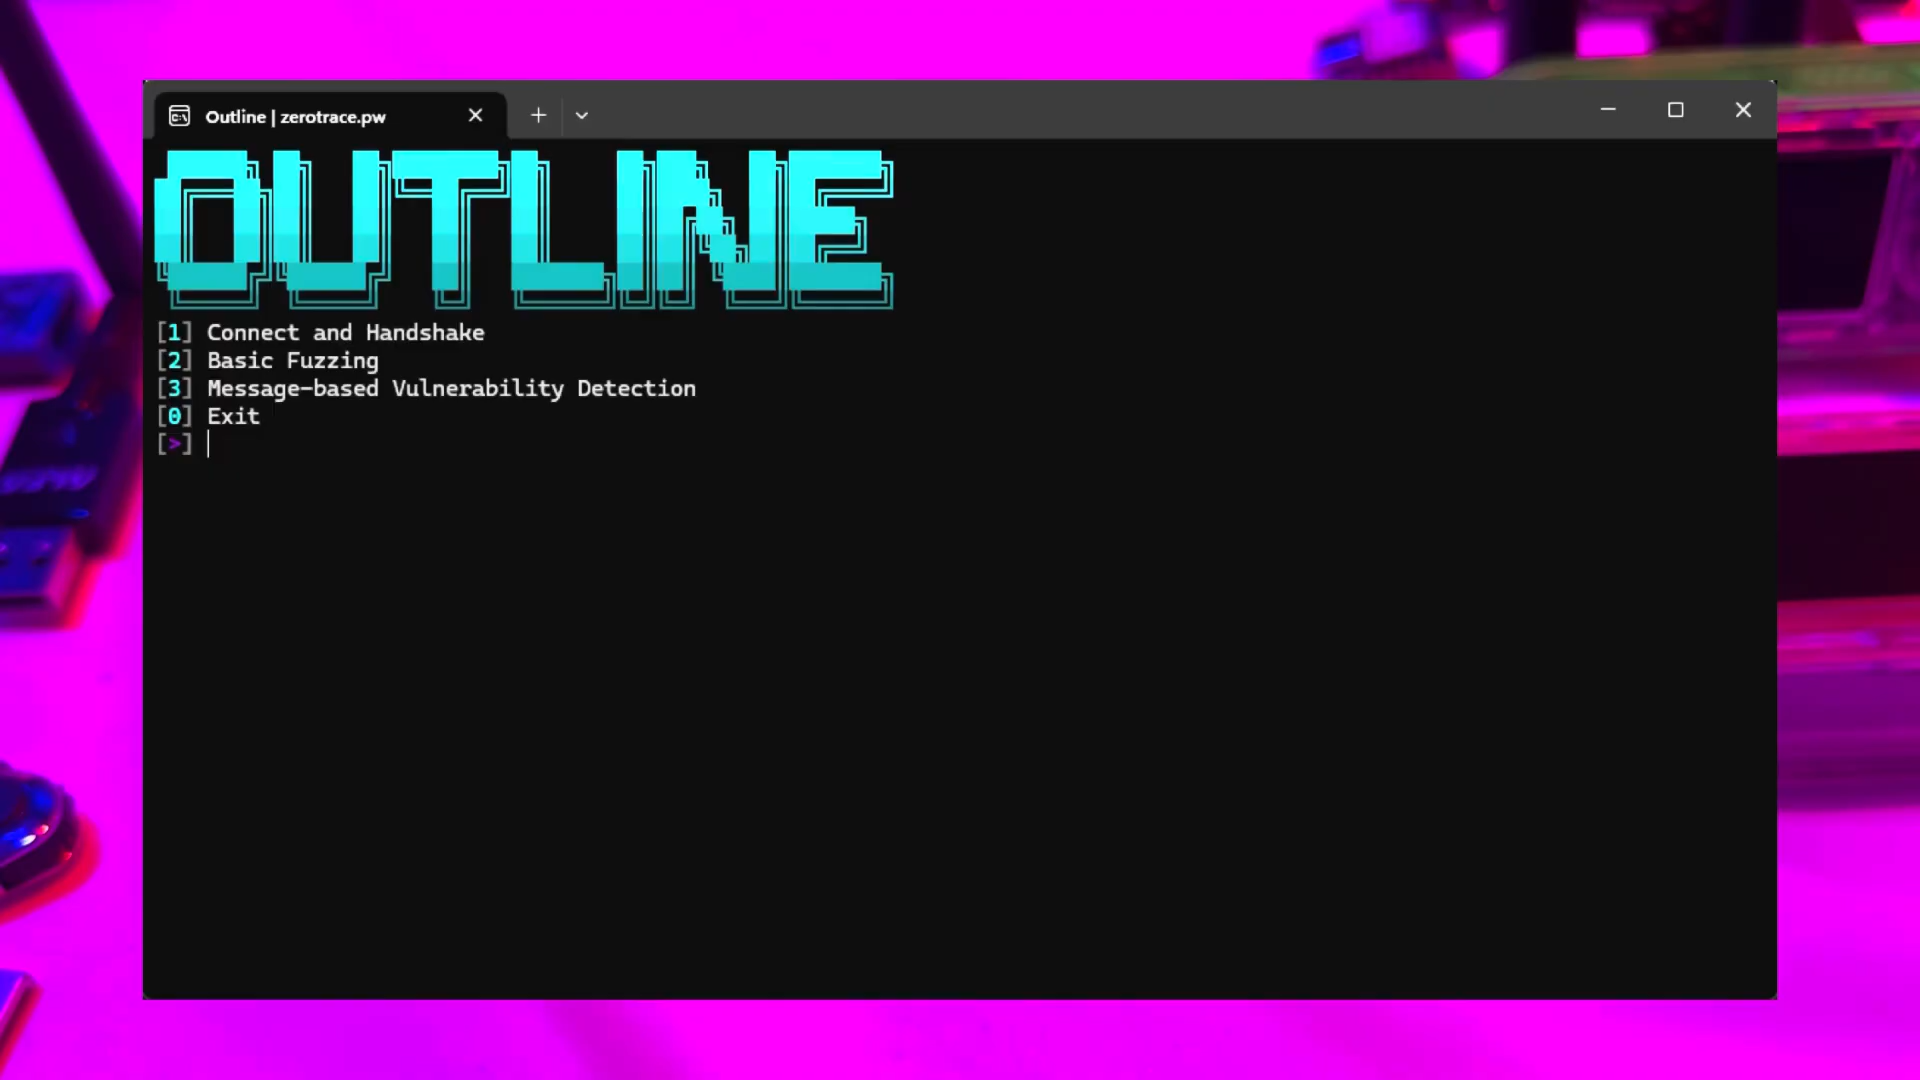 Outline | zerotrace.pw
OUTLINE
[1] Connect and Handshake
[2] Basic Fuzzing
[3] Message-based Vulnerability Detection
[0] Exit
[>]